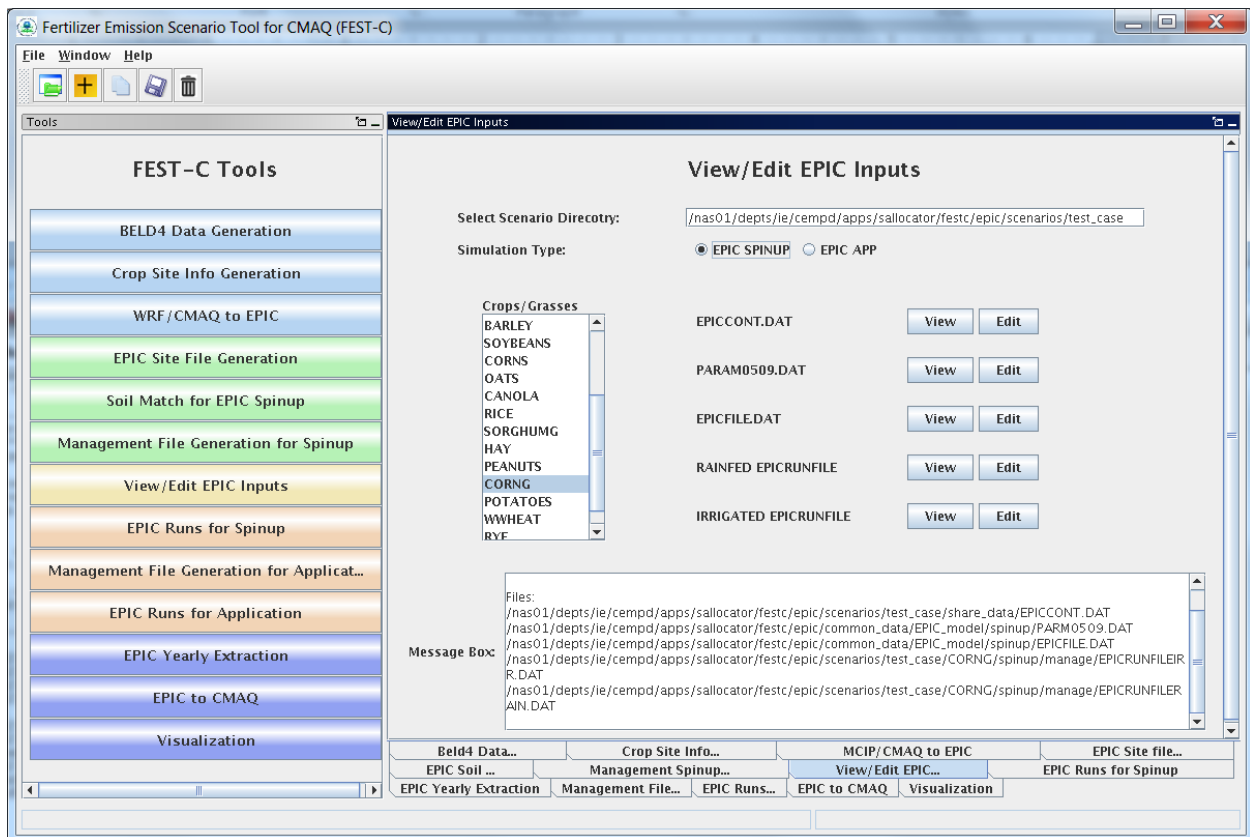 Fertilizer Emission Scenario Tool for CMAQ (FEST-C)
File Window Help
Tools
View/Edit EPIC Inputs
FEST-C Tools
BELD4 Data Generation
Crop Site Info Generation
WRF/CMAQ to EPIC
EPIC Site File Generation
Soil Match for EPIC Spinup
Management File Generation for Spinup
View/Edit EPIC Inputs
EPIC Runs for Spinup
Management File Generation for Applicat...
EPIC Runs for Application
EPIC Yearly Extraction
EPIC to CMAQ
Visualization
View/Edit EPIC Inputs
Select Scenario Direcotry: /nas01/depts/ie/cempd/apps/sallocator/festc/epic/scenarios/test_case
Simulation Type: EPIC SPINUP EPIC APP
Crops/Grasses
BARLEY
SOYBEANS
CORNS
OATS
CANOLA
RICE
SORGHUMG
HAY
PEANUTS
CORNG
POTATOES
WWHEAT
RYE
EPICCONT.DAT View Edit
PARAM0509.DAT View Edit
EPICFILE.DAT View Edit
RAINFED EPICRUNFILE View Edit
IRRIGATED EPICRUNFILE View Edit
Message Box:
Files:
/nas01/depts/ie/cempd/apps/sallocator/festc/epic/scenarios/test_case/share_data/EPICCONT.DAT
/nas01/depts/ie/cempd/apps/sallocator/festc/epic/common_data/EPIC_model/spinup/PARM0509.DAT
/nas01/depts/ie/cempd/apps/sallocator/festc/epic/common_data/EPIC_model/spinup/EPICFILE.DAT
/nas01/depts/ie/cempd/apps/sallocator/festc/epic/scenarios/test_case/CORNG/spinup/manage/EPICRUNFILEIR
R.DAT
/nas01/depts/ie/cempd/apps/sallocator/festc/epic/scenarios/test_case/CORNG/spinup/manage/EPICRUNFILER
AIN.DAT
Beld4 Data... Crop Site Info... MCIP/CMAQ to EPIC EPIC Site file...
EPIC Soil ... Management Spinup... View/Edit EPIC... EPIC Runs for Spinup
EPIC Yearly Extraction Management File... EPIC Runs... EPIC to CMAQ Visualization